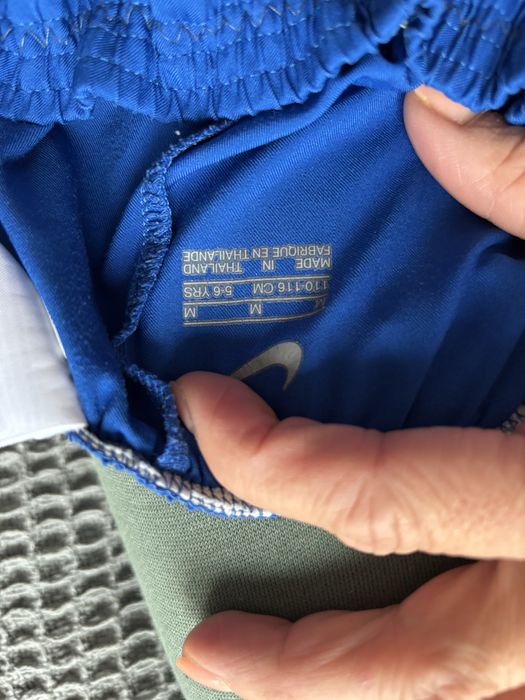 M M M
110-116 CM 5-6 YRS
MADE IN THAILAND
FABRIQUE EN THAILANDE